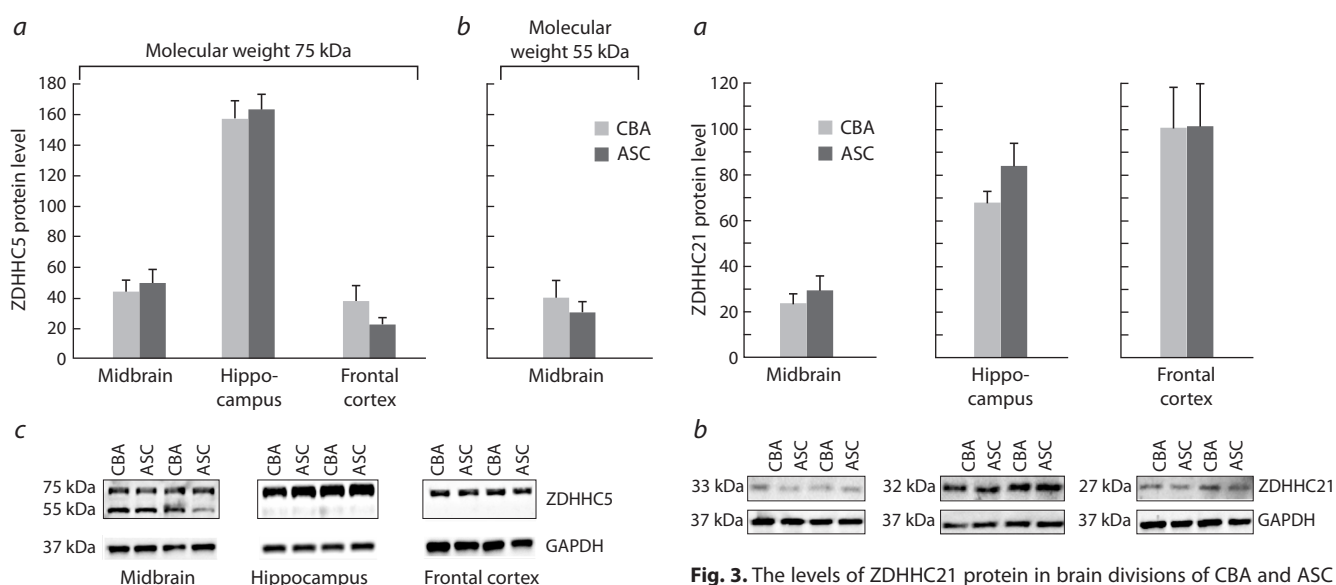 a
Molecular weight 75 kDa
ZDHHC5 protein level
180
160
140
120
100
80
60
40
20
0
Midbrain
Hippo-
campus
Frontal
cortex
b
Molecular
weight 55 kDa
CBA
ASC
Midbrain
c
CBA ASC CBA ASC
CBA ASC CBA ASC
CBA ASC CBA ASC
75 kDa
55 kDa
ZDHHC5
37 kDa
GAPDH
Midbrain Hippocampus Frontal cortex
a
ZDHHC21 protein level
120
100
80
60
40
20
0
CBA
ASC
Midbrain
Hippo-
campus
Frontal
cortex
b
CBA ASC CBA ASC
CBA ASC CBA ASC
CBA ASC CBA ASC
33 kDa 32 kDa 27 kDa ZDHHC21
37 kDa 37 kDa 37 kDa GAPDH
Fig. 3. The levels of ZDHHC21 protein in brain divisions of CBA and ASC